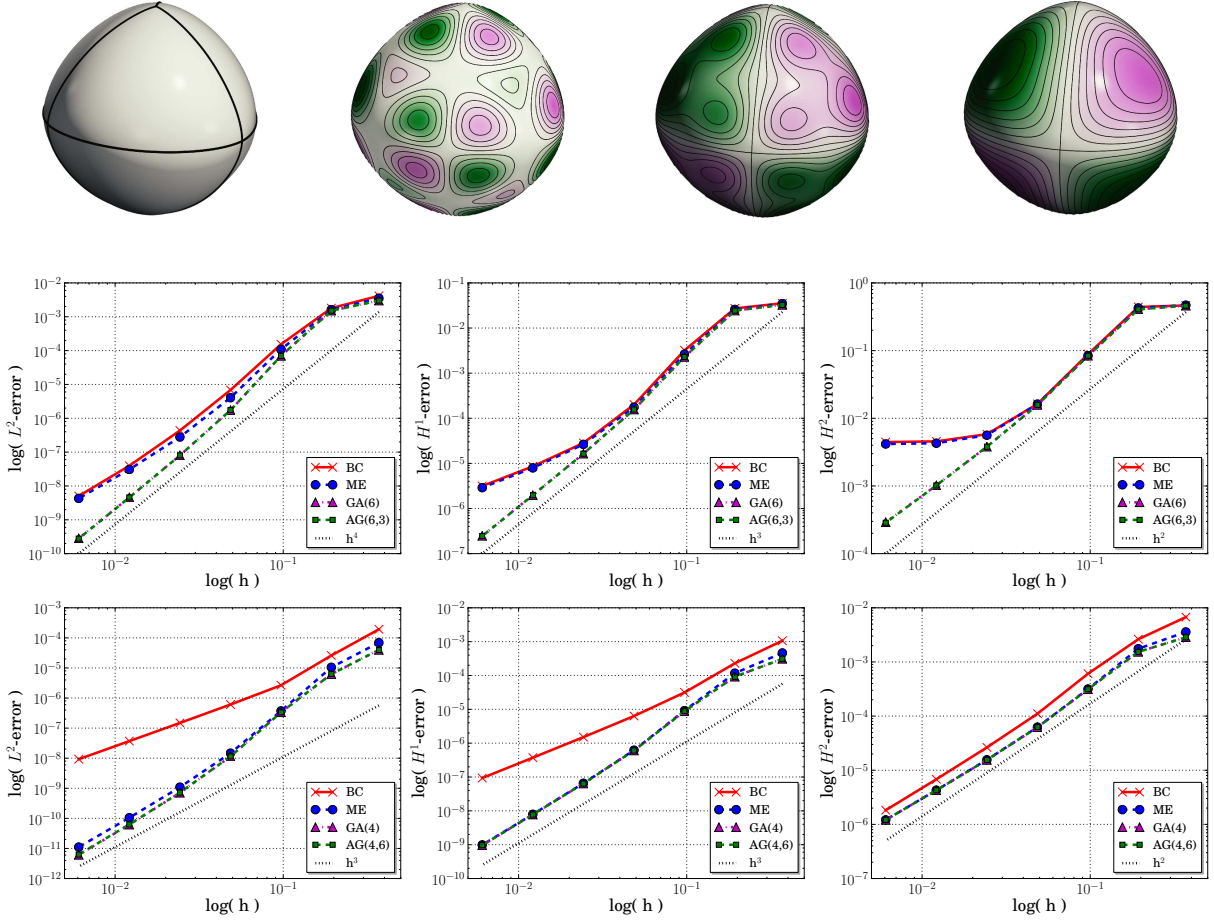 10⁻² 10⁻³ 10⁻⁴ 10⁻⁵ 10⁻⁶ 10⁻⁷ 10⁻⁸ 10⁻⁹ 10⁻¹⁰
log( L²-error )
BC
ME
GA(6)
AG(6,3)
h⁴
10⁻² 10⁻¹
log( h )
10⁻¹ 10⁻² 10⁻³ 10⁻⁴ 10⁻⁵ 10⁻⁶ 10⁻⁷
log( H¹-error )
BC
ME
GA(6)
AG(6,3)
h³
10⁻² 10⁻¹
log( h )
10⁰ 10⁻¹ 10⁻² 10⁻³ 10⁻⁴
log( H²-error )
BC
ME
GA(6)
AG(6,3)
h²
10⁻² 10⁻¹
log( h )
10⁻³ 10⁻⁴ 10⁻⁵ 10⁻⁶ 10⁻⁷ 10⁻⁸ 10⁻⁹ 10⁻¹⁰ 10⁻¹¹ 10⁻¹²
log( L²-error )
BC
ME
GA(4)
AG(4,6)
h³
10⁻² 10⁻¹
log( h )
10⁻² 10⁻³ 10⁻⁴ 10⁻⁵ 10⁻⁶ 10⁻⁷ 10⁻⁸ 10⁻⁹ 10⁻¹⁰
log( H¹-error )
BC
ME
GA(4)
AG(4,6)
h³
10⁻² 10⁻¹
log( h )
10⁻² 10⁻³ 10⁻⁴ 10⁻⁵ 10⁻⁶ 10⁻⁷
log( H²-error )
BC
ME
GA(4)
AG(4,6)
h²
10⁻² 10⁻¹
log( h )